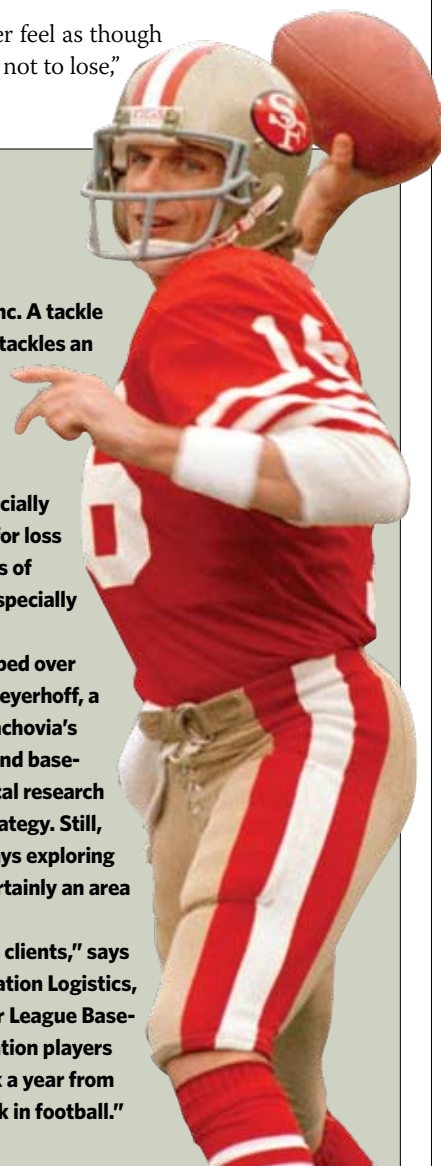 er feel as though
not to lose,”
SF
nc. A tackle
tackles an
16
cially
for loss
s of
specially
6
ped over
eyerhoff, a
achovia’s
nd base-
cal research
ategy. Still,
ys exploring
rtainly an area
clients,” says
ation Logistics,
r League Base-
tion players
k a year from
k in football.”